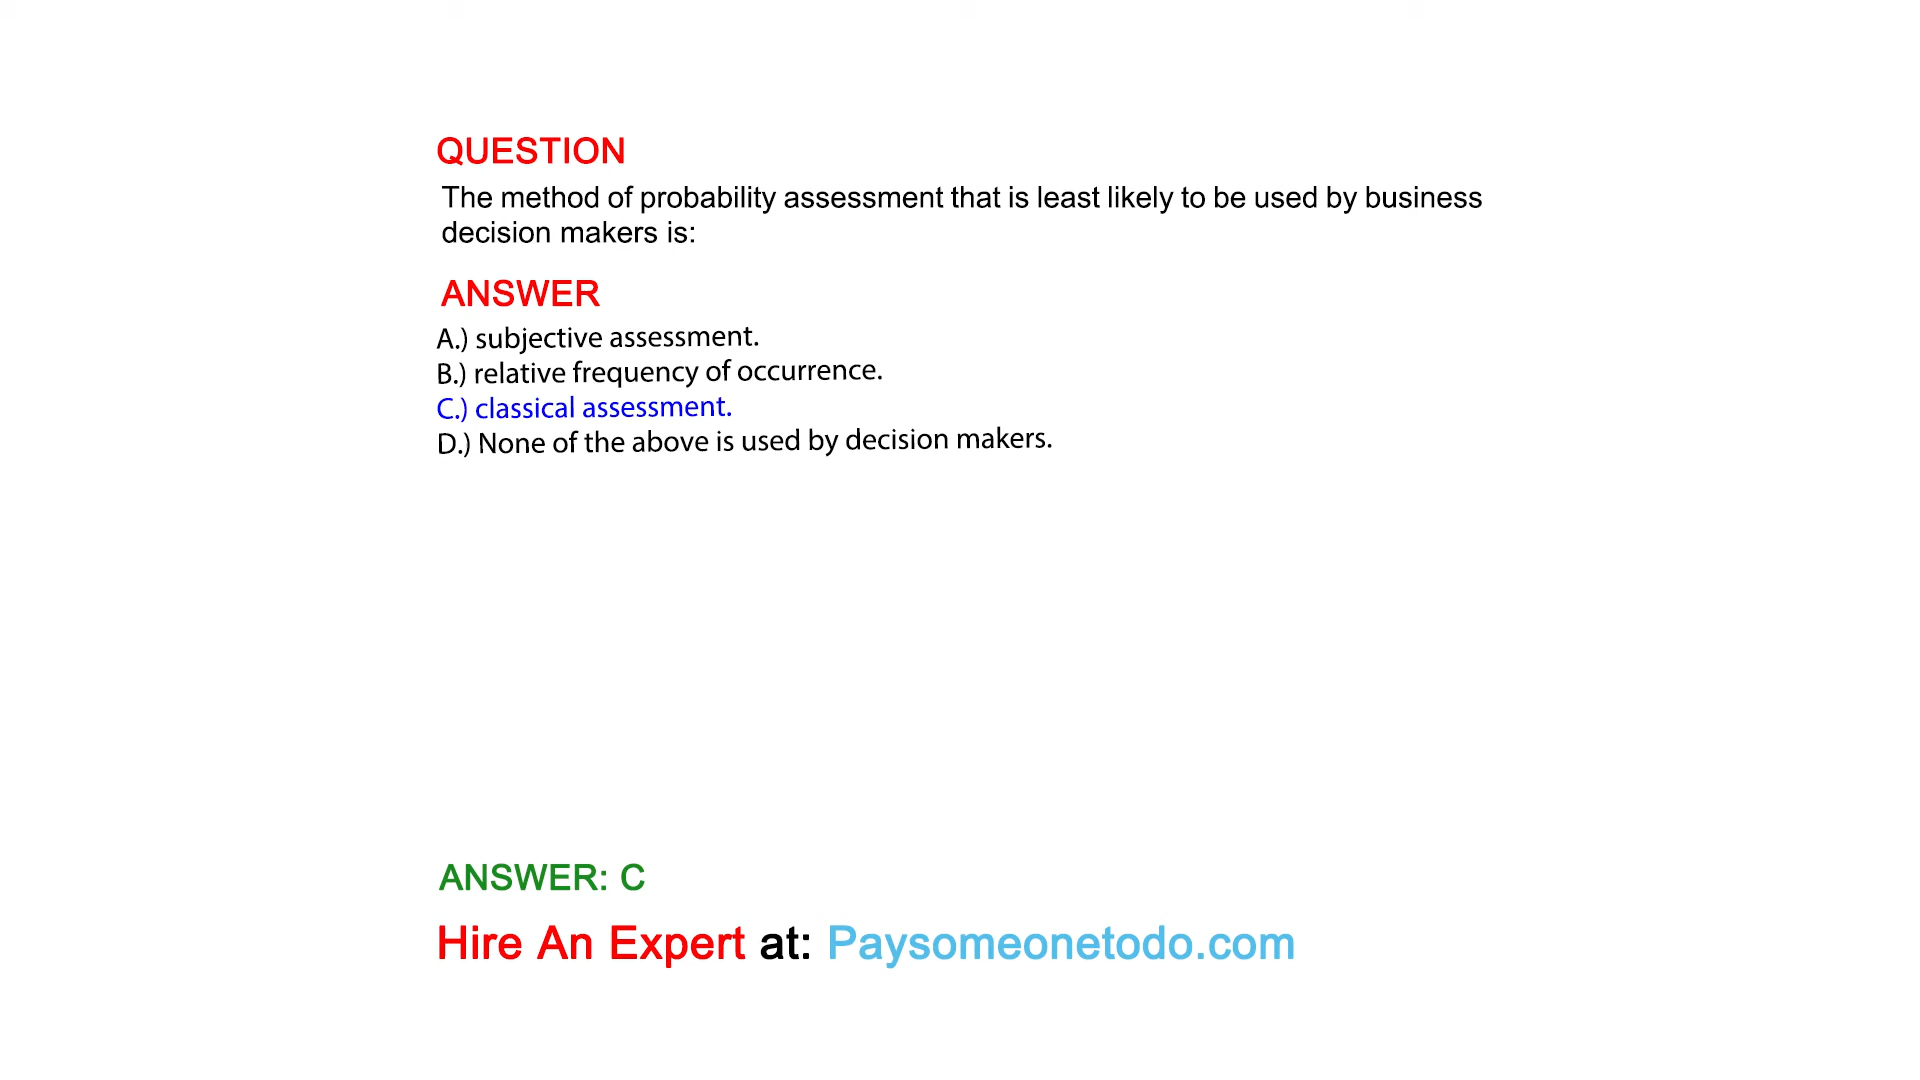 QUESTION
The method of probability assessment that is least likely to be used by business
decision makers is:
ANSWER
A.) subjective assessment.
B.) relative frequency of occurrence.
C.) classical assessment.
D.) None of the above is used by decision makers.
ANSWER: C
Hire An Expert at: Paysomeonetodo.com